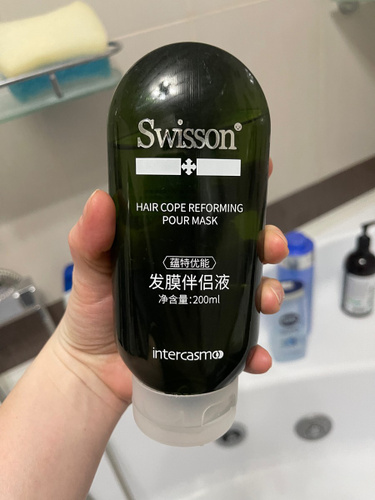 Swisson®
HAIR COPE REFORMING
POUR MASK
蕴特优能
发膜伴侣液
净含量:200ml
intercasmo